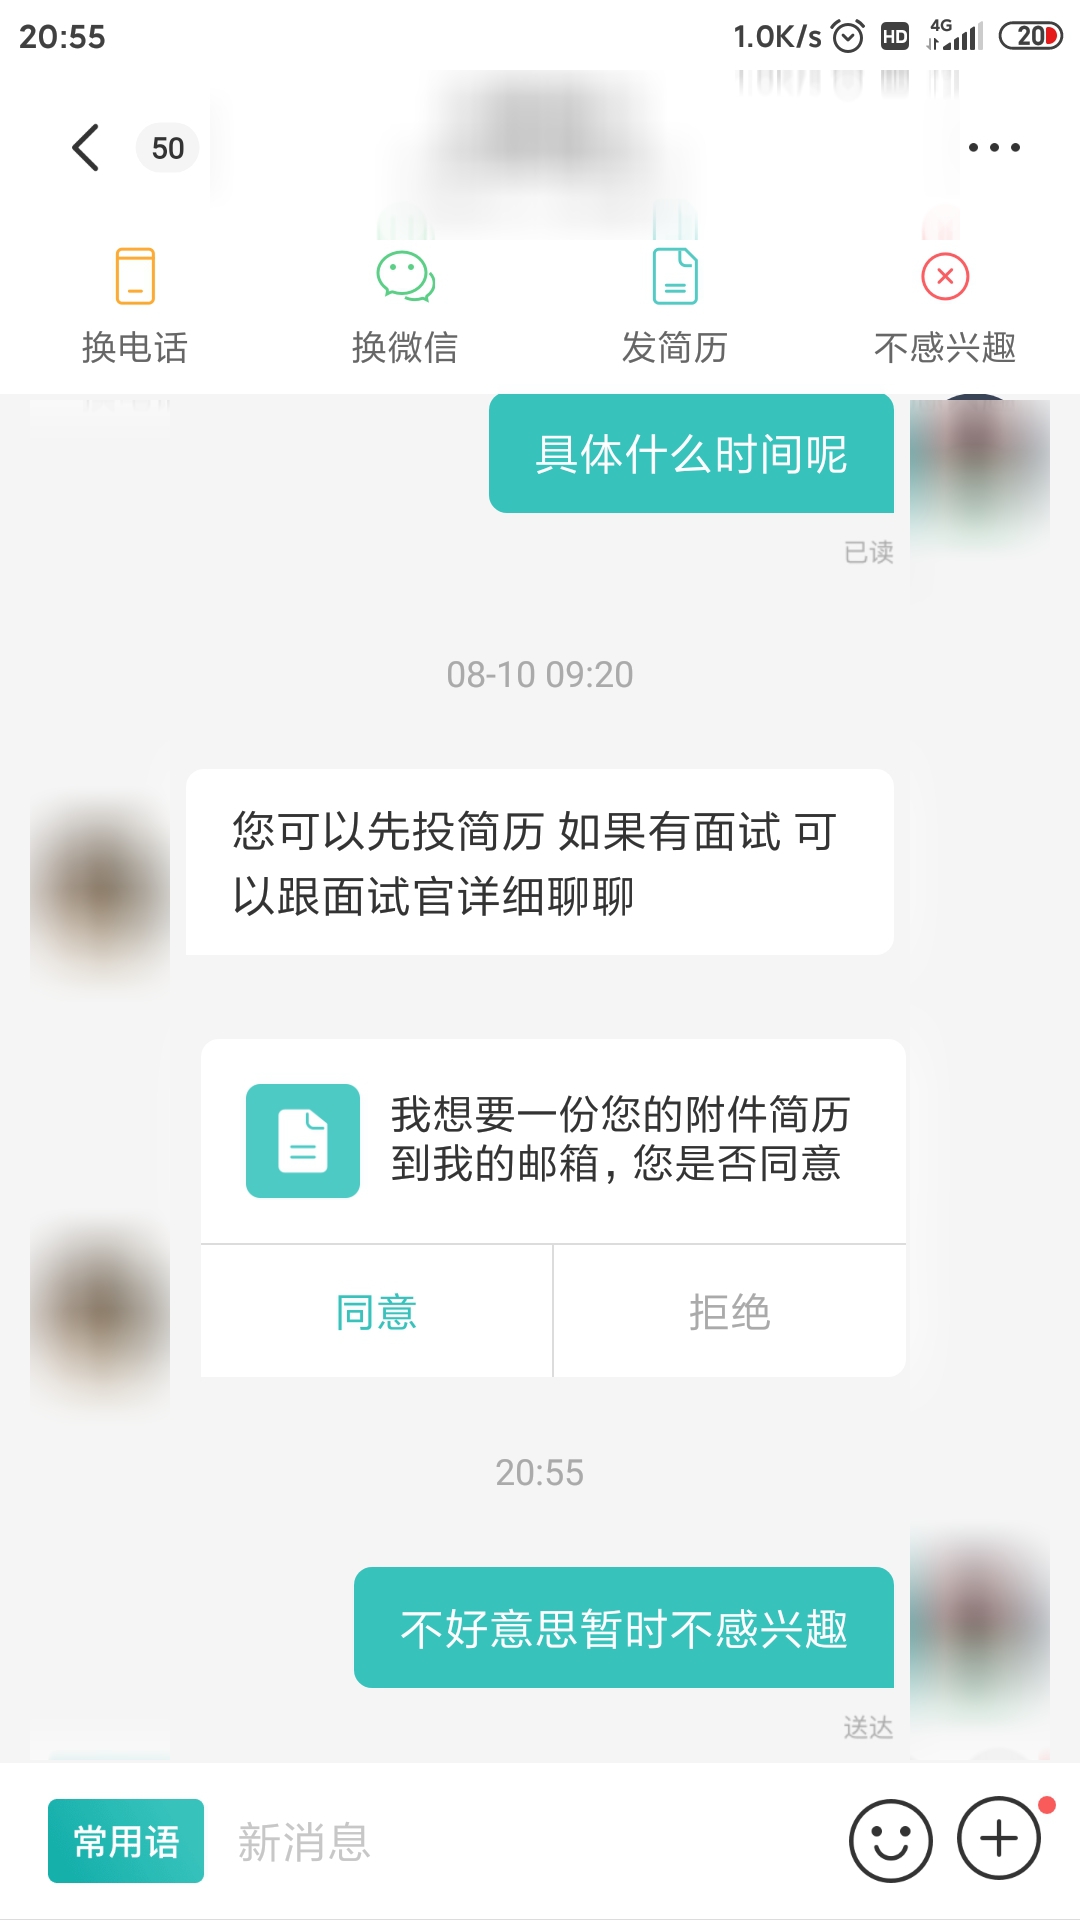 20:55
1.0K/s HD 4G 20
50
换电话 换微信 发简历 不感兴趣
具体什么时间呢
已读
08-10 09:20
您可以先投简历 如果有面试 可
以跟面试官详细聊聊
我想要一份您的附件简历
到我的邮箱,您是否同意
同意 拒绝
20:55
不好意思暂时不感兴趣
送达
常用语 新消息